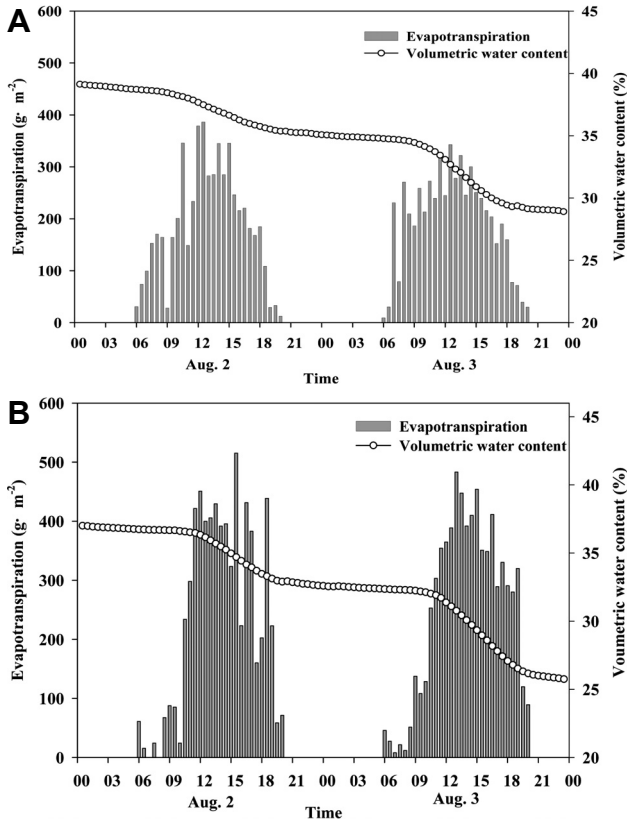 A
600
500
400
300
200
100
0
Evapotranspiration (g· m⁻²)
Evapotranspiration
Volumetric water content
45
40
35
30
25
20
Volumetric water content (%)
00 03 06 09 12 15 18 21 00 03 06 09 12 15 18 21 00
Aug. 2 Aug. 3
Time
B
600
500
400
300
200
100
0
Evapotranspiration (g· m⁻²)
Evapotranspiration
Volumetric water content
45
40
35
30
25
20
Voumetric water content (%)
00 03 06 09 12 15 18 21 00 03 06 09 12 15 18 21 00
Aug. 2 Aug. 3
Time